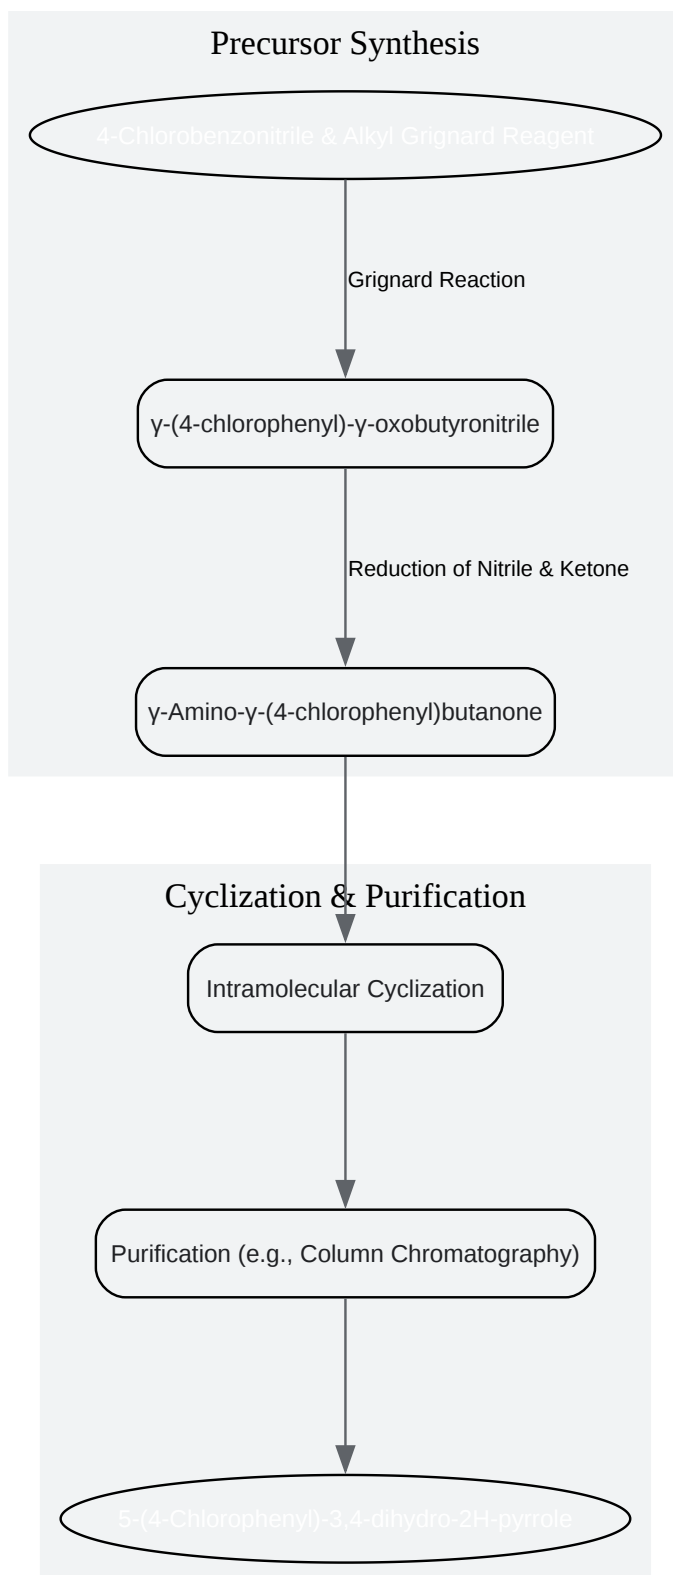 Precursor Synthesis
4-Chlorobenzonitrile & Alkyl Grignard Reagent
Grignard Reaction
γ-(4-chlorophenyl)-γ-oxobutyronitrile
Reduction of Nitrile & Ketone
γ-Amino-γ-(4-chlorophenyl)butanone
Cyclization & Purification
Intramolecular Cyclization
Purification (e.g., Column Chromatography)
5-(4-Chlorophenyl)-3,4-dihydro-2H-pyrrole